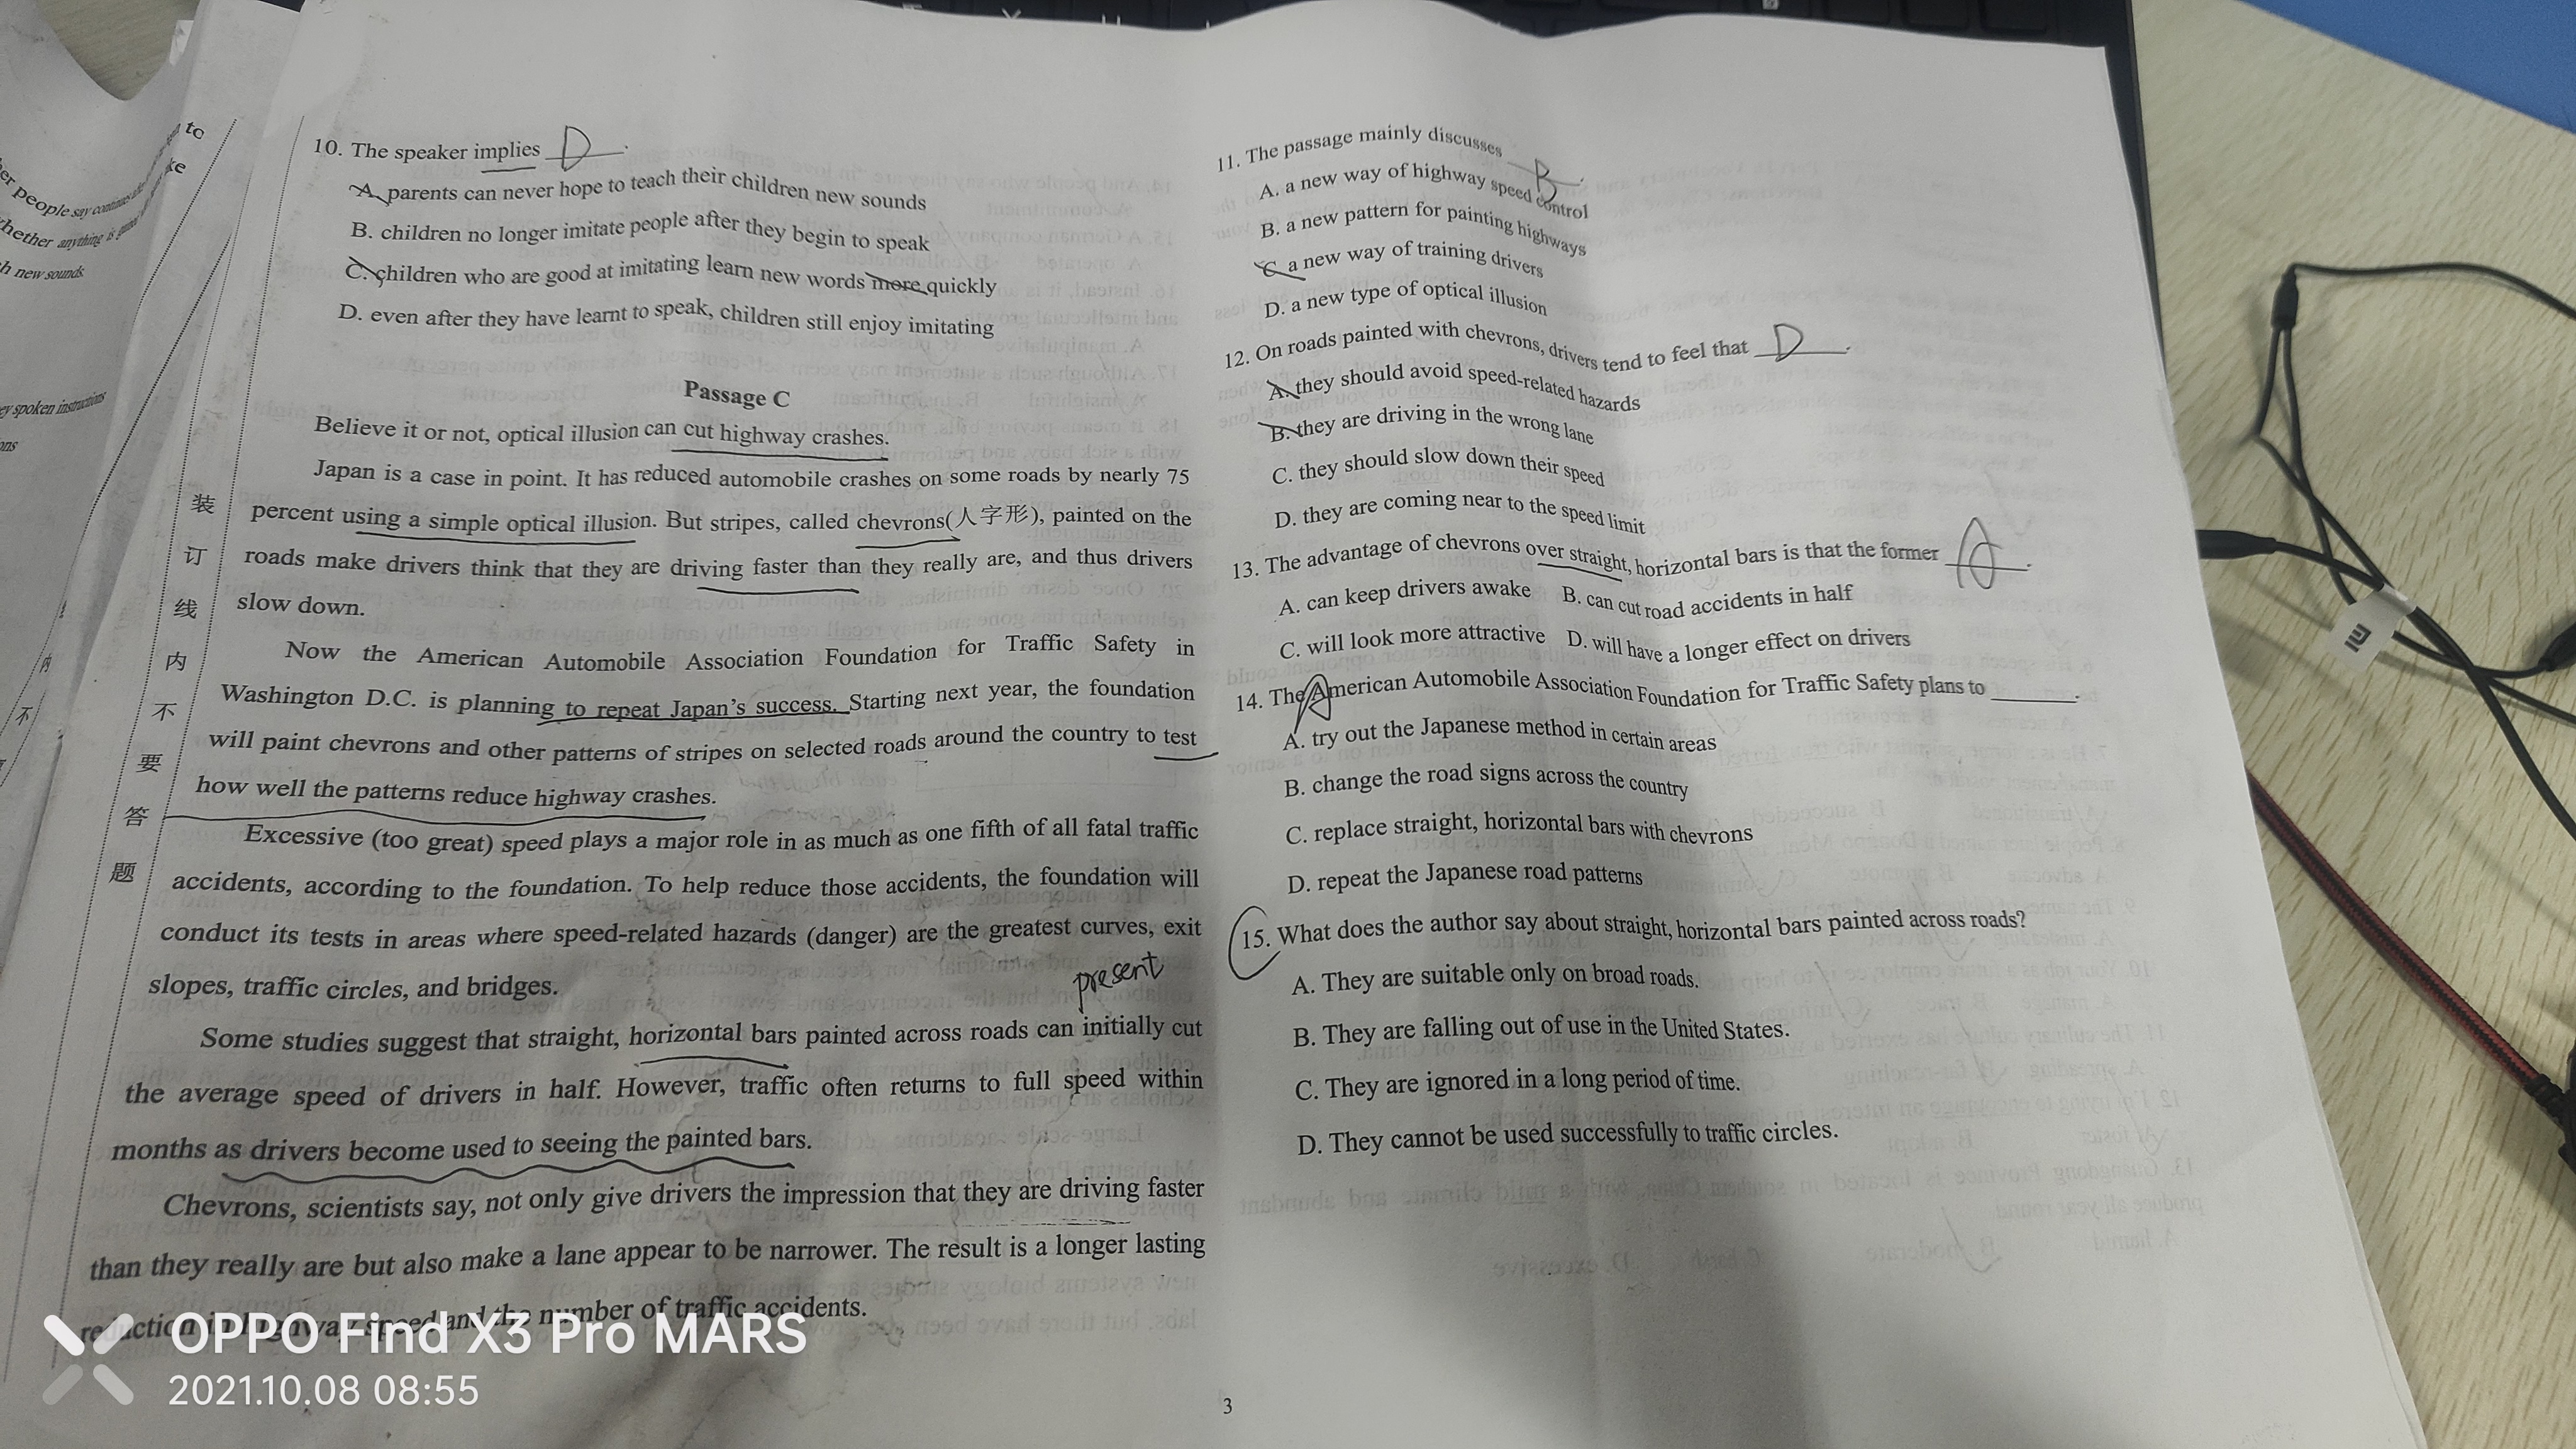 to
ke
er people say
hether anything is
h new sounds.
ey spoken instructions
ons
内
不
装
订
线
内
不
要
答
题
10. The speaker implies D.
A. parents can never hope to teach their children new sounds
B. children no longer imitate people after they begin to speak
C. children who are good at imitating learn new words more quickly
D. even after they have learnt to speak, children still enjoy imitating
Passage C
Believe it or not, optical illusion can cut highway crashes.
Japan is a case in point. It has reduced automobile crashes on some roads by nearly 75
percent using a simple optical illusion. But stripes, called chevrons(人字形), painted on the
roads make drivers think that they are driving faster than they really are, and thus drivers
slow down.
Now the American Automobile Association Foundation for Traffic Safety in
Washington D.C. is planning to repeat Japan's success. Starting next year, the foundation
will paint chevrons and other patterns of stripes on selected roads around the country to test
how well the patterns reduce highway crashes.
Excessive (too great) speed plays a major role in as much as one fifth of all fatal traffic
accidents, according to the foundation. To help reduce those accidents, the foundation will
conduct its tests in areas where speed-related hazards (danger) are the greatest curves, exit
slopes, traffic circles, and bridges.
present
Some studies suggest that straight, horizontal bars painted across roads can initially cut
the average speed of drivers in half. However, traffic often returns to full speed within
months as drivers become used to seeing the painted bars.
Chevrons, scientists say, not only give drivers the impression that they are driving faster
than they really are but also make a lane appear to be narrower. The result is a longer lasting
reduction in highway speed and the number of traffic accidents.
11. The passage mainly discusses B.
A. a new way of highway speed control
B. a new pattern for painting highways
C. a new way of training drivers
D. a new type of optical illusion
12. On roads painted with chevrons, drivers tend to feel that D.
A. they should avoid speed-related hazards
B. they are driving in the wrong lane
C. they should slow down their speed
D. they are coming near to the speed limit
13. The advantage of chevrons over straight, horizontal bars is that the former A.
A. can keep drivers awake B. can cut road accidents in half
C. will look more attractive D. will have a longer effect on drivers
14. The American Automobile Association Foundation for Traffic Safety plans to ______.
A
A. try out the Japanese method in certain areas
B. change the road signs across the country
C. replace straight, horizontal bars with chevrons
D. repeat the Japanese road patterns
15. What does the author say about straight, horizontal bars painted across roads?
A. They are suitable only on broad roads.
B. They are falling out of use in the United States.
C. They are ignored in a long period of time.
D. They cannot be used successfully to traffic circles.
3
OPPO Find X3 Pro MARS
2021.10.08 08:55